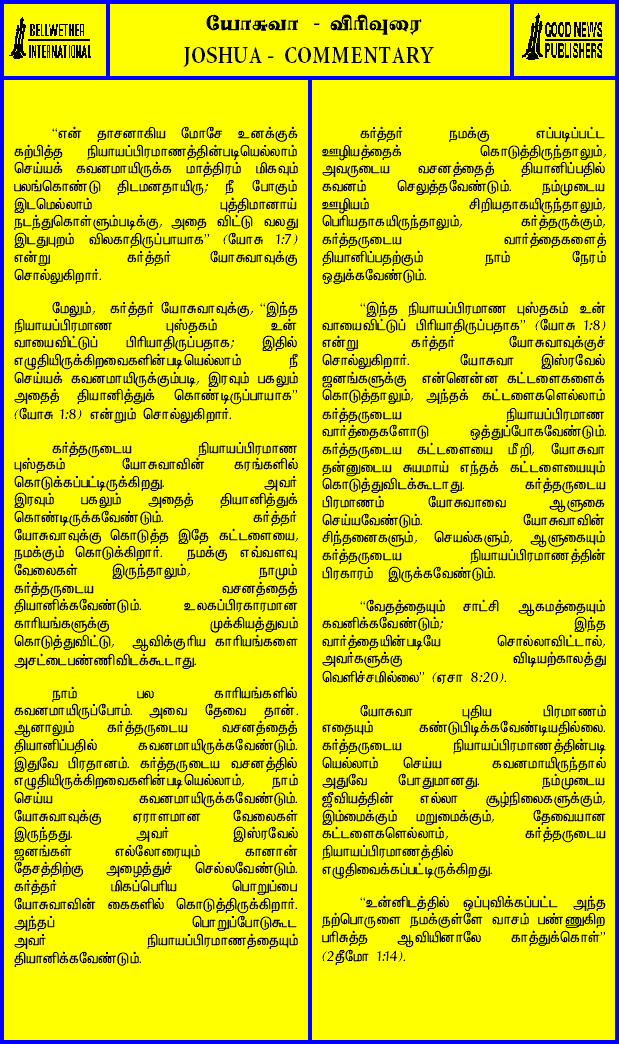 BELLWETHER
INTERNATIONAL
யோசுவா - விரிவுரை
JOSHUA - COMMENTARY
GOOD NEWS
PUBLISHERS
“என் தாசனாகிய மோசே உனக்குக்
கற்பித்த நியாயப்பிரமாணத்தின்படியெல்லாம்
செய்யக் கவனமாயிருக்க மாத்திரம் மிகவும்
பலங்கொண்டு திடமனதாயிரு; நீ போகும்
இடமெல்லாம் புத்திமானாய்
நடந்துகொள்ளும்படிக்கு, அதை விட்டு வலது
இடதுபுறம் விலகாதிருப்பாயாக” (யோசு 1:7)
என்று கர்த்தர் யோசுவாவுக்கு
சொல்லுகிறார்.
மேலும், கர்த்தர் யோசுவாவுக்கு, “இந்த
நியாயப்பிரமாண புஸ்தகம் உன்
வாயைவிட்டுப் பிரியாதிருப்பதாக; இதில்
எழுதியிருக்கிறவைகளின்படியெல்லாம் நீ
செய்யக் கவனமாயிருக்கும்படி, இரவும் பகலும்
அதைத் தியானித்துக் கொண்டிருப்பாயாக”
(யோசு 1:8) என்றும் சொல்லுகிறார்.
கர்த்தருடைய நியாயப்பிரமாண
புஸ்தகம் யோசுவாவின் கரங்களில்
கொடுக்கப்பட்டிருக்கிறது. அவர்
இரவும் பகலும் அதைத் தியானித்துக்
கொண்டிருக்கவேண்டும். கர்த்தர்
யோசுவாவுக்கு கொடுத்த இதே கட்டளையை,
நமக்கும் கொடுக்கிறார். நமக்கு எவ்வளவு
வேலைகள் இருந்தாலும், நாமும்
கர்த்தருடைய வசனத்தைத்
தியானிக்கவேண்டும். உலகப்பிரகாரமான
காரியங்களுக்கு முக்கியத்துவம்
கொடுத்துவிட்டு, ஆவிக்குரிய காரியங்களை
அசட்டைபண்ணிவிடக்கூடாது.
நாம் பல காரியங்களில்
கவனமாயிருப்போம். அவை தேவை தான்.
ஆனாலும் கர்த்தருடைய வசனத்தைத்
தியானிப்பதில் கவனமாயிருக்கவேண்டும்.
இதுவே பிரதானம். கர்த்தருடைய வசனத்தில்
எழுதியிருக்கிறவைகளின்படியெல்லாம், நாம்
செய்ய கவனமாயிருக்கவேண்டும்.
யோசுவாவுக்கு ஏராளமான வேலைகள்
இருந்தது. அவர் இஸ்ரவேல்
ஜனங்கள் எல்லோரையும் கானான்
தேசத்திற்கு அழைத்துச் செல்லவேண்டும்.
கர்த்தர் மிகப்பெரிய பொறுப்பை
யோசுவாவின் கைகளில் கொடுத்திருக்கிறார்.
அந்தப் பொறுப்போடுகூட
அவர் நியாயப்பிரமாணத்தையும்
தியானிக்கவேண்டும்.
கர்த்தர் நமக்கு எப்படிப்பட்ட
ஊழியத்தைக் கொடுத்திருந்தாலும்,
அவருடைய வசனத்தைத் தியானிப்பதில்
கவனம் செலுத்தவேண்டும். நம்முடைய
ஊழியம் சிறியதாகயிருந்தாலும்,
பெரியதாகயிருந்தாலும், கர்த்தருக்கும்,
கர்த்தருடைய வார்த்தைகளைத்
தியானிப்பதற்கும் நாம் நேரம்
ஒதுக்கவேண்டும்.
“இந்த நியாயப்பிரமாண புஸ்தகம் உன்
வாயைவிட்டுப் பிரியாதிருப்பதாக” (யோசு 1:8)
என்று கர்த்தர் யோசுவாவுக்குச்
சொல்லுகிறார். யோசுவா இஸ்ரவேல்
ஜனங்களுக்கு என்னென்ன கட்டளைகளைக்
கொடுத்தாலும், அந்தக் கட்டளைகளெல்லாம்
கர்த்தருடைய நியாயப்பிரமாண
வார்த்தைகளோடு ஒத்துப்போகவேண்டும்.
கர்த்தருடைய கட்டளையை மீறி, யோசுவா
தன்னுடைய சுயமாய் எந்தக் கட்டளையையும்
கொடுத்துவிடக்கூடாது. கர்த்தருடைய
பிரமாணம் யோசுவாவை ஆளுகை
செய்யவேண்டும். யோசுவாவின்
சிந்தனைகளும், செயல்களும், ஆளுகையும்
கர்த்தருடைய நியாயப்பிரமாணத்தின்
பிரகாரம் இருக்கவேண்டும்.
“வேதத்தையும் சாட்சி ஆகமத்தையும்
கவனிக்கவேண்டும்; இந்த
வார்த்தையின்படியே சொல்லாவிட்டால்,
அவர்களுக்கு விடியற்காலத்து
வெளிச்சமில்லை” (ஏசா 8:20).
யோசுவா புதிய பிரமாணம்
எதையும் கண்டுபிடிக்கவேண்டியதில்லை.
கர்த்தருடைய நியாயப்பிரமாணத்தின்படி
யெல்லாம் செய்ய கவனமாயிருந்தால்
அதுவே போதுமானது. நம்முடைய
ஜீவியத்தின் எல்லா சூழ்நிலைகளுக்கும்,
இம்மைக்கும் மறுமைக்கும், தேவையான
கட்டளைகளெல்லாம், கர்த்தருடைய
நியாயப்பிரமாணத்தில்
எழுதிவைக்கப்பட்டிருக்கிறது.
“உன்னிடத்தில் ஒப்புவிக்கப்பட்ட அந்த
நற்பொருளை நமக்குள்ளே வாசம் பண்ணுகிற
பரிசுத்த ஆவியினாலே காத்துக்கொள்”
(2தீமோ 1:14).